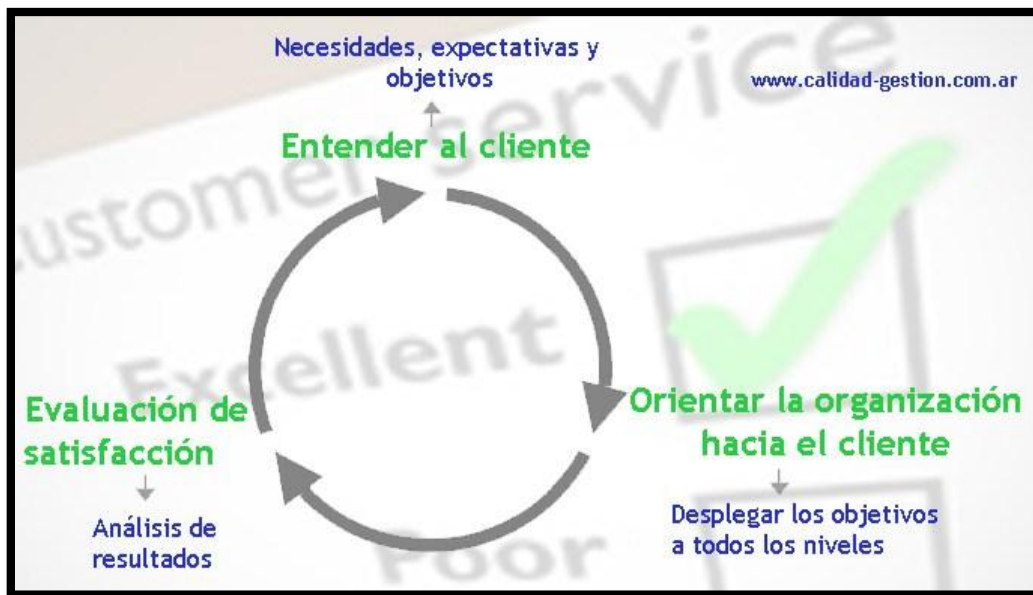 Necesidades, expectativas y
objetivos
www.calidad-gestion.com.ar
Entender al cliente
customer service
Excellent
Evaluación de
satisfacción
Orientar la organización
hacia el cliente
Análisis de
resultados
Desplegar los objetivos
a todos los niveles
Poor